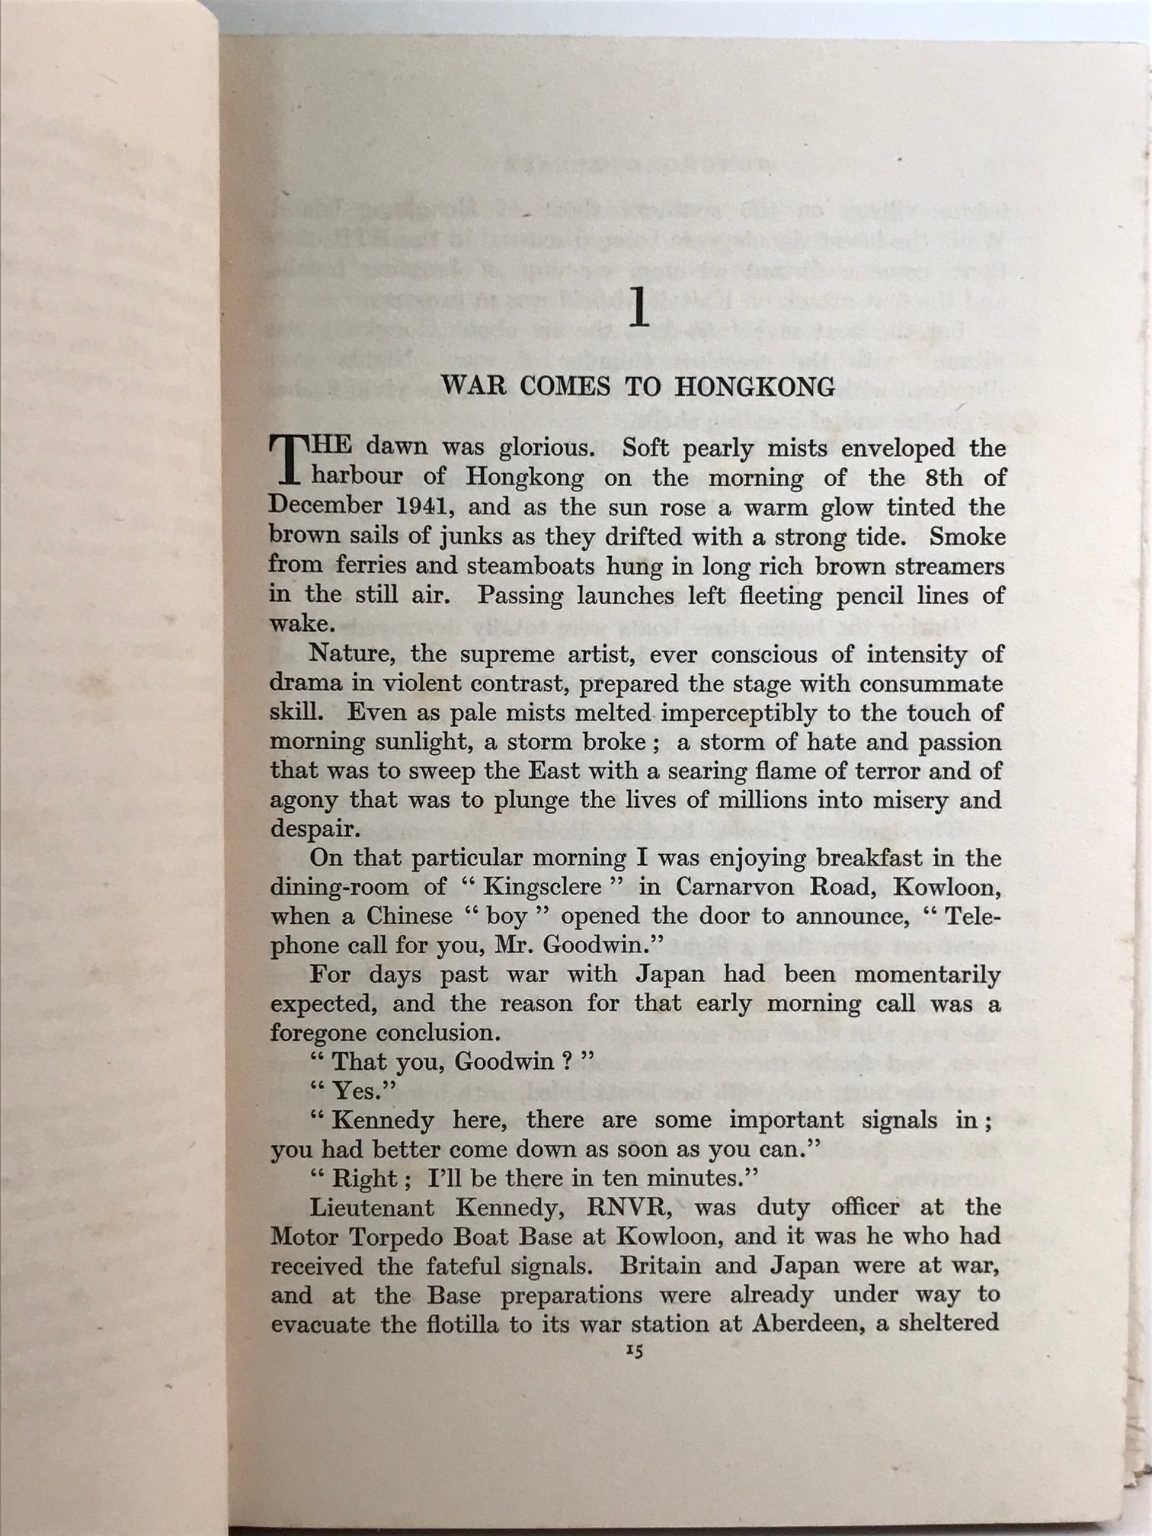 1
WAR COMES TO HONGKONG
THE dawn was glorious. Soft pearly mists enveloped the
harbour of Hongkong on the morning of the 8th of
December 1941, and as the sun rose a warm glow tinted the
brown sails of junks as they drifted with a strong tide. Smoke
from ferries and steamboats hung in long rich brown streamers
in the still air. Passing launches left fleeting pencil lines of
wake.
Nature, the supreme artist, ever conscious of intensity of
drama in violent contrast, prepared the stage with consummate
skill. Even as pale mists melted imperceptibly to the touch of
morning sunlight, a storm broke ; a storm of hate and passion
that was to sweep the East with a searing flame of terror and of
agony that was to plunge the lives of millions into misery and
despair.
On that particular morning I was enjoying breakfast in the
dining-room of “ Kingsclere ” in Carnarvon Road, Kowloon,
when a Chinese “ boy ” opened the door to announce, “ Tele-
phone call for you, Mr. Goodwin.”
For days past war with Japan had been momentarily
expected, and the reason for that early morning call was a
foregone conclusion.
“ That you, Goodwin ? ”
“ Yes.”
“ Kennedy here, there are some important signals in ;
you had better come down as soon as you can.”
“ Right ; I’ll be there in ten minutes.”
Lieutenant Kennedy, RNVR, was duty officer at the
Motor Torpedo Boat Base at Kowloon, and it was he who had
received the fateful signals. Britain and Japan were at war,
and at the Base preparations were already under way to
evacuate the flotilla to its war station at Aberdeen, a sheltered
15